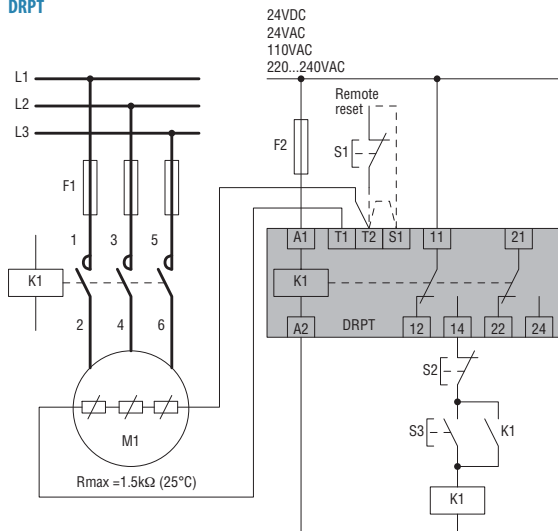 DRPT
24VDC
24VAC
110VAC
220...240VAC
L1
L2
L3
Remote
reset
F1
F2
S1
1 3 5
A1 T1 T2 S1 11 21
K1
K1
2 4 6
A2 DRPT 12 14 22 24
S2
S3 K1
M1
Rmax =1.5kΩ (25°C)
K1